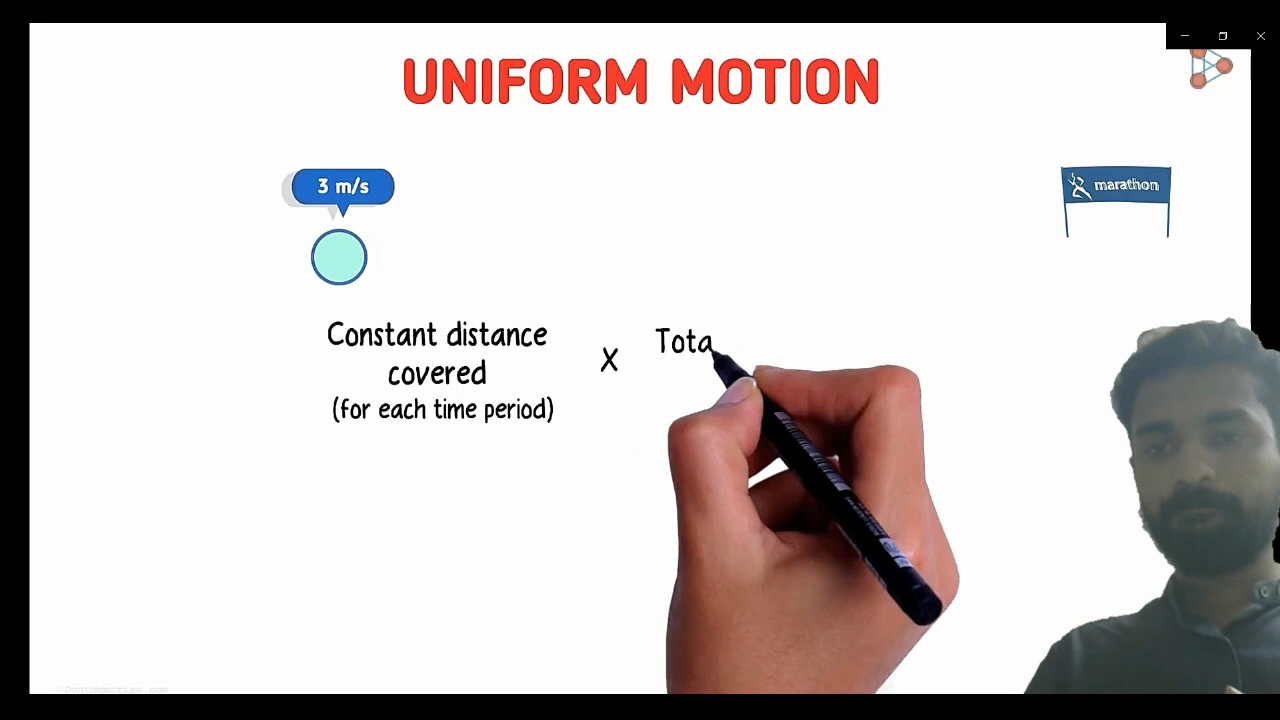 UNIFORM MOTION
3 m/s
marathon
Constant distance
covered
(for each time period)
X
Tota